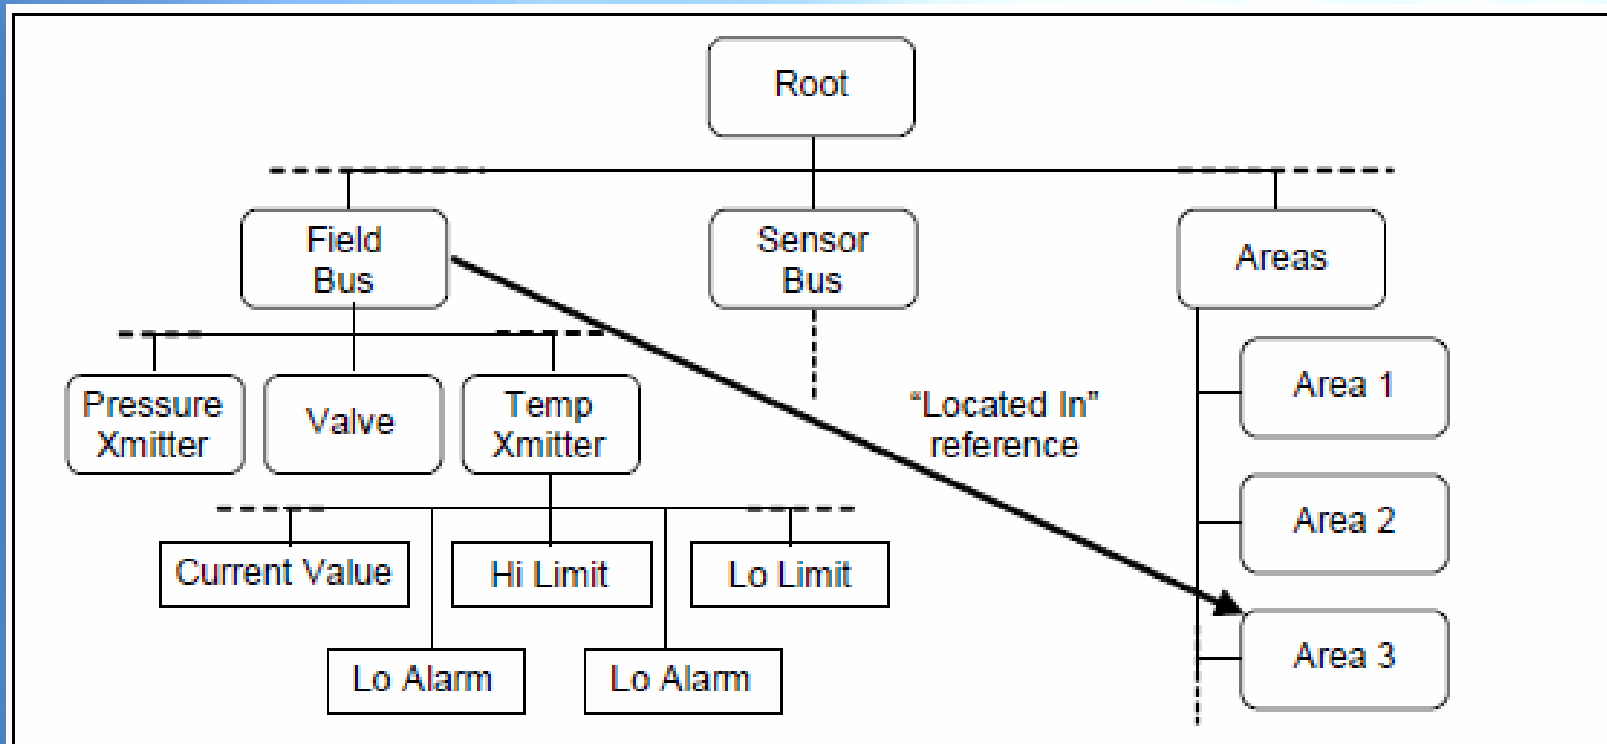 Root
Field
Bus
Sensor
Bus
Areas
Pressure
Xmitter
Valve
Temp
Xmitter
"Located In"
reference
Area 1
Area 2
Area 3
Current Value
Hi Limit
Lo Limit
Lo Alarm
Lo Alarm